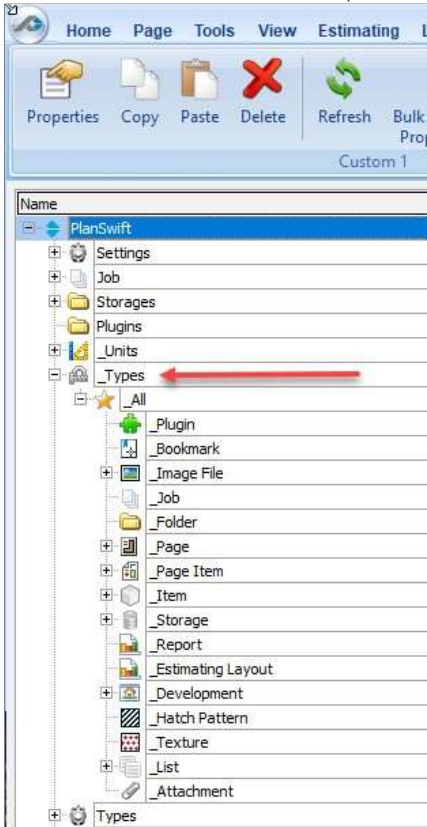 Home Page Tools View Estimating
Properties Copy Paste Delete Refresh Bulk
Custom 1
Name
PlanSwift
Settings
Job
Storages
Plugins
_Units
_Types
_All
_Plugin
_Bookmark
_Image File
_Job
_Folder
_Page
_Page Item
_Item
_Storage
_Report
_Estimating Layout
_Development
_Hatch Pattern
_Texture
_List
_Attachment
Types